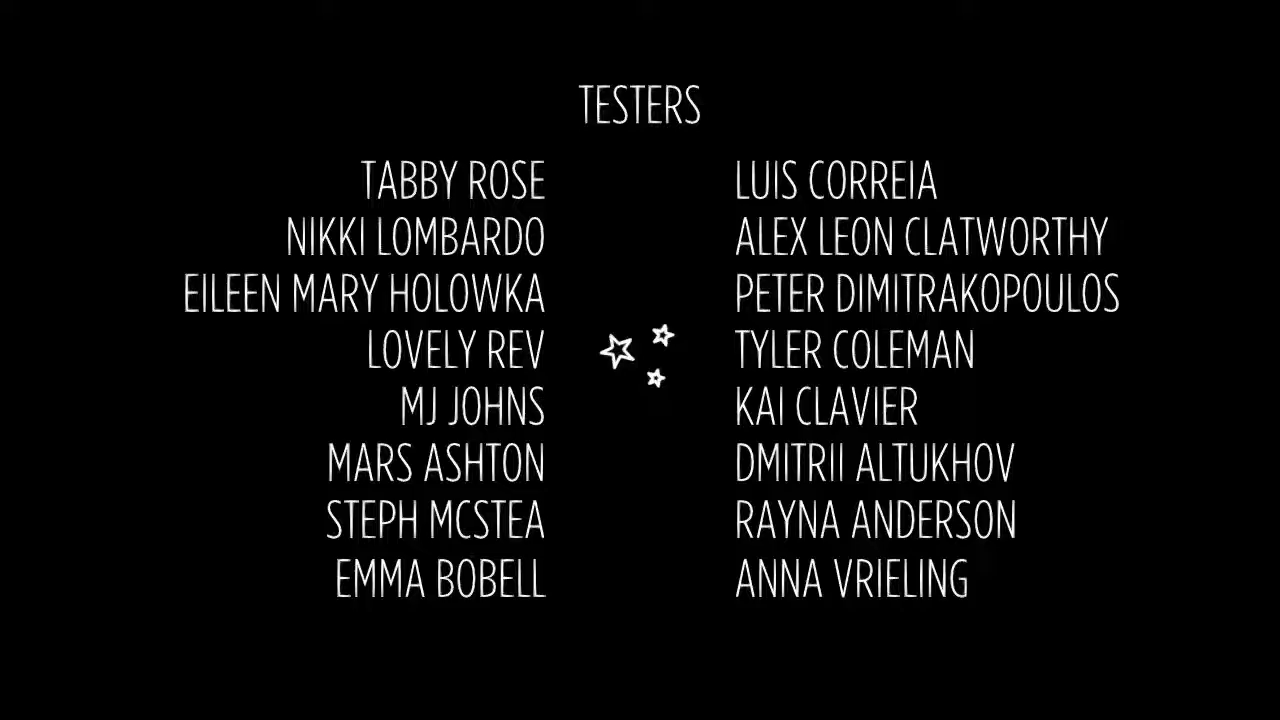 TESTERS
TABBY ROSE
NIKKI LOMBARDO
EILEEN MARY HOLOWKA
LOVELY REV
MJ JOHNS
MARS ASHTON
STEPH MCSTEA
EMMA BOBELL
LUIS CORREIA
ALEX LEON CLATWORTHY
PETER DIMITRAKOPOULOS
TYLER COLEMAN
KAI CLAVIER
DMITRII ALTUKHOV
RAYNA ANDERSON
ANNA VRIELING